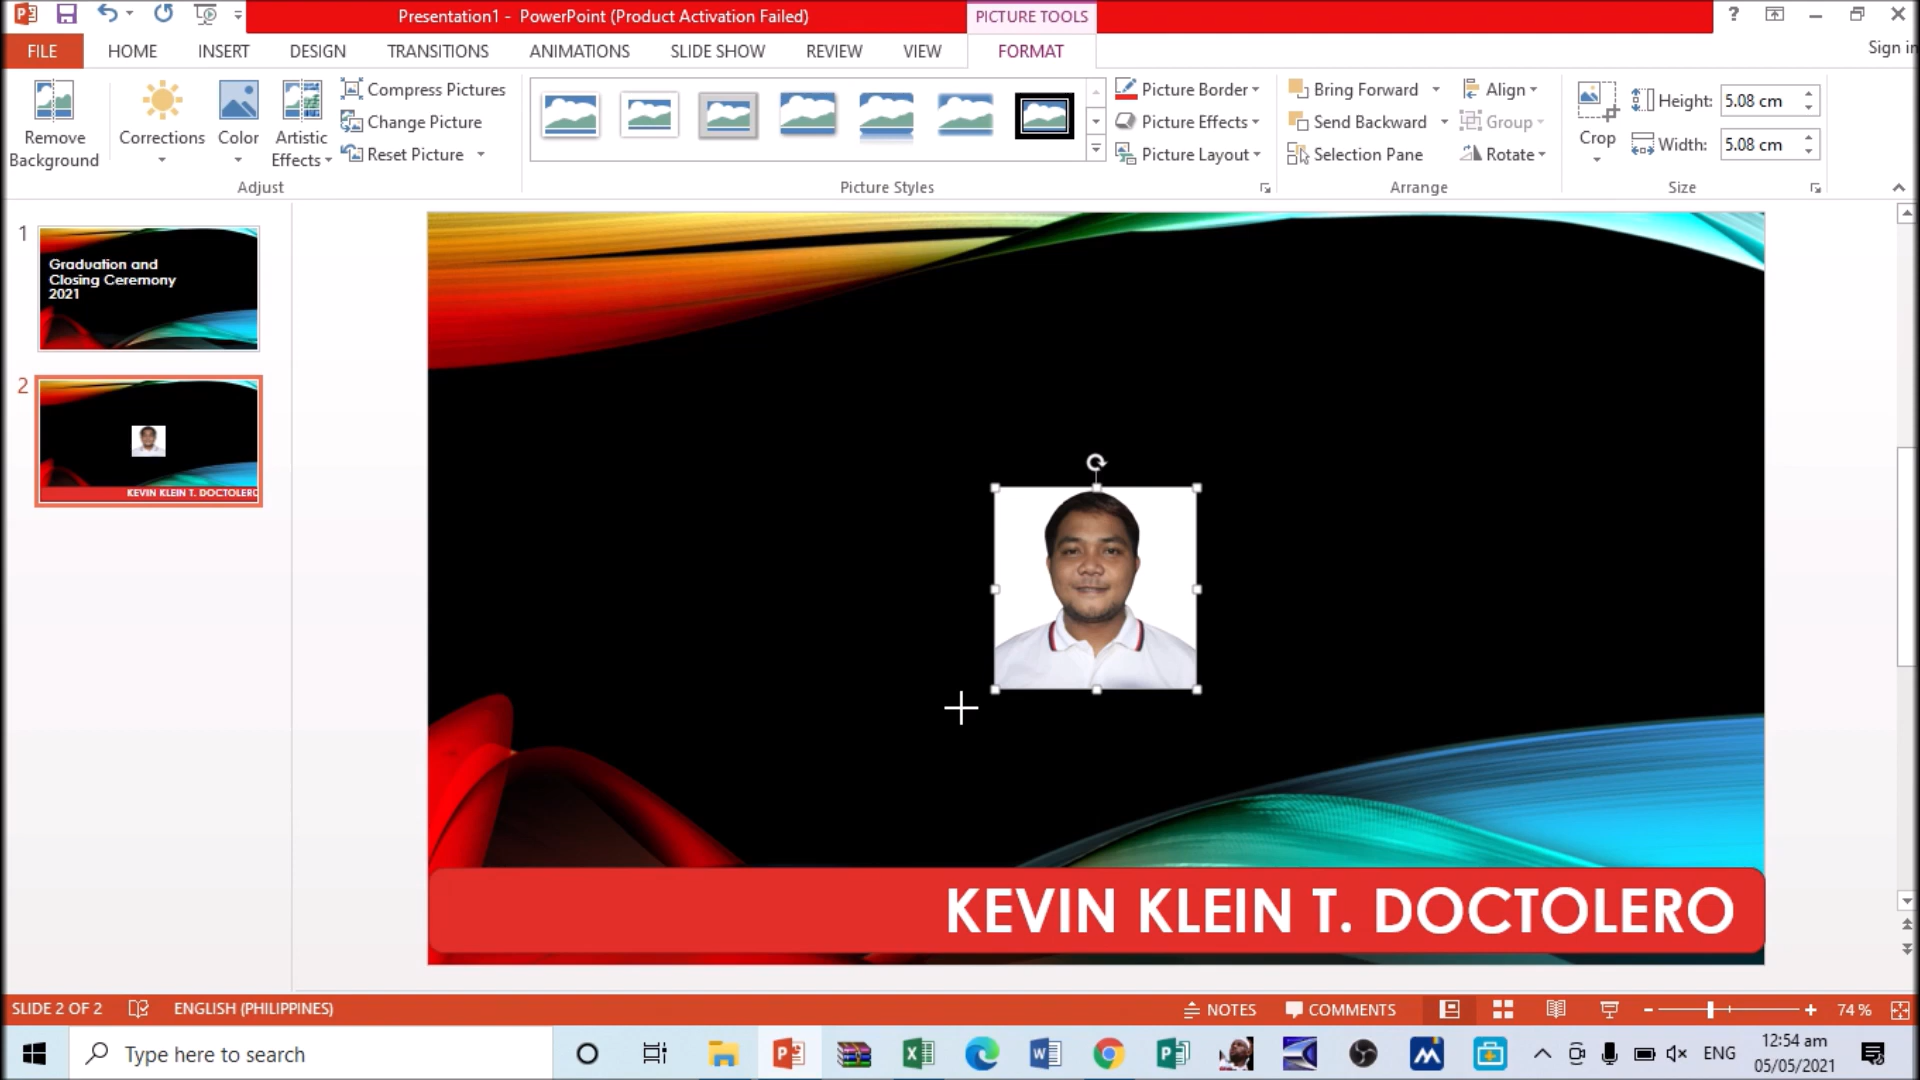 Presentation1 - PowerPoint (Product Activation Failed)
PICTURE TOOLS
?
Sign in
FILE
HOME
INSERT
DESIGN
TRANSITIONS
ANIMATIONS
SLIDE SHOW
REVIEW
VIEW
FORMAT
Remove
Background
Corrections
Color
Artistic
Effects
Compress Pictures
Change Picture
Reset Picture
Adjust
Picture Styles
Picture Border
Picture Effects
Picture Layout
Bring Forward
Send Backward
Selection Pane
Align
Group
Rotate
Arrange
Crop
Height: 5.08 cm
Width: 5.08 cm
Size
1
Graduation and
Closing Ceremony
2021
2
KEVIN KLEIN T. DOCTOLERO
KEVIN KLEIN T. DOCTOLERO
SLIDE 2 OF 2
ENGLISH (PHILIPPINES)
NOTES
COMMENTS
74 %
Type here to search
ENG
12:54 am
05/05/2021